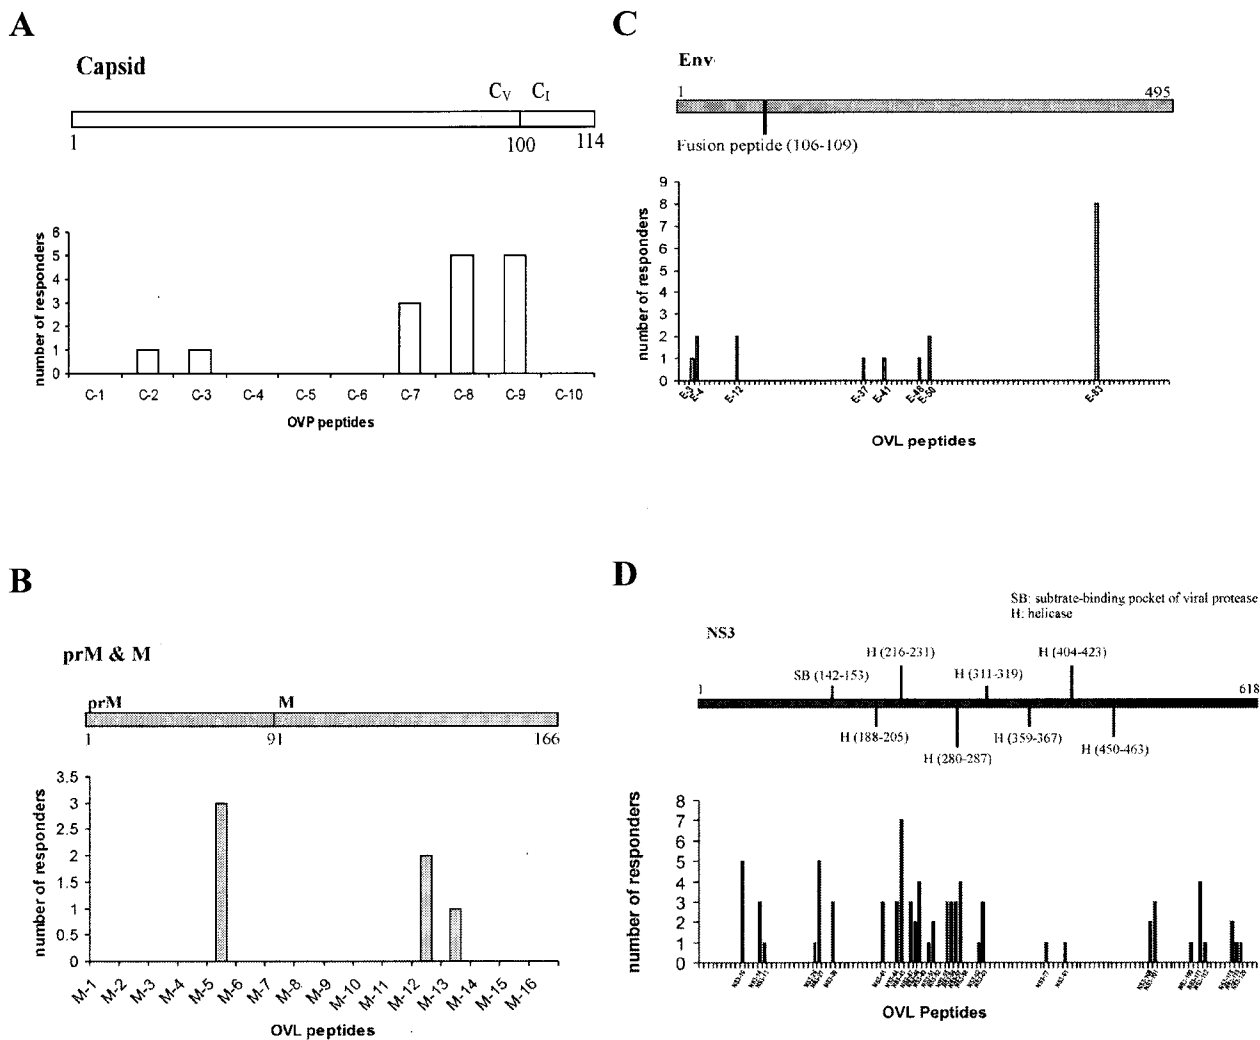 A
Capsid
C_V C_I
1 100 114
number of responders
6
5
4
3
2
1
0
C-1 C-2 C-3 C-4 C-5 C-6 C-7 C-8 C-9 C-10
OVP peptides
B
prM & M
prM M
1 91 166
number of responders
3.5
3
2.5
2
1.5
1
0.5
0
M-1 M-2 M-3 M-4 M-5 M-6 M-7 M-8 M-9 M-10 M-11 M-12 M-13 M-14 M-15 M-16
OVL peptides
C
Env
1 495
Fusion peptide (106-109)
number of responders
9
8
7
6
5
4
3
2
1
0
E-3 E-4 E-12 E-37 E-41 E-48 E-50 E-83
OVL peptides
D
SB: subtrate-binding pocket of viral protease
H: helicase
NS3
H (216-231) H (404-423)
SB (142-153) H (311-319)
1 618
H (188-205) H (359-367)
H (280-287) H (450-463)
number of responders
8
7
6
5
4
3
2
1
0
OVL Peptides